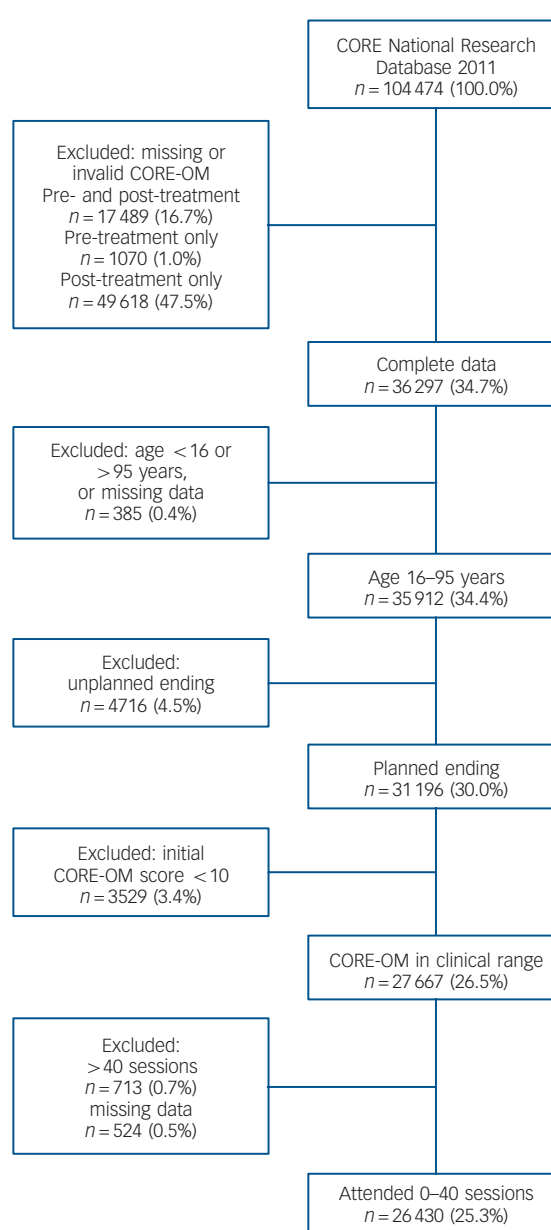 CORE National Research
Database 2011
n = 104 474 (100.0%)
Excluded: missing or
invalid CORE-OM
Pre- and post-treatment
n = 17 489 (16.7%)
Pre-treatment only
n = 1070 (1.0%)
Post-treatment only
n = 49 618 (47.5%)
Complete data
n = 36 297 (34.7%)
Excluded: age <16 or
>95 years,
or missing data
n = 385 (0.4%)
Age 16–95 years
n = 35 912 (34.4%)
Excluded:
unplanned ending
n = 4716 (4.5%)
Planned ending
n = 31 196 (30.0%)
Excluded: initial
CORE-OM score <10
n = 3529 (3.4%)
CORE-OM in clinical range
n = 27 667 (26.5%)
Excluded:
>40 sessions
n = 713 (0.7%)
missing data
n = 524 (0.5%)
Attended 0–40 sessions
n = 26 430 (25.3%)